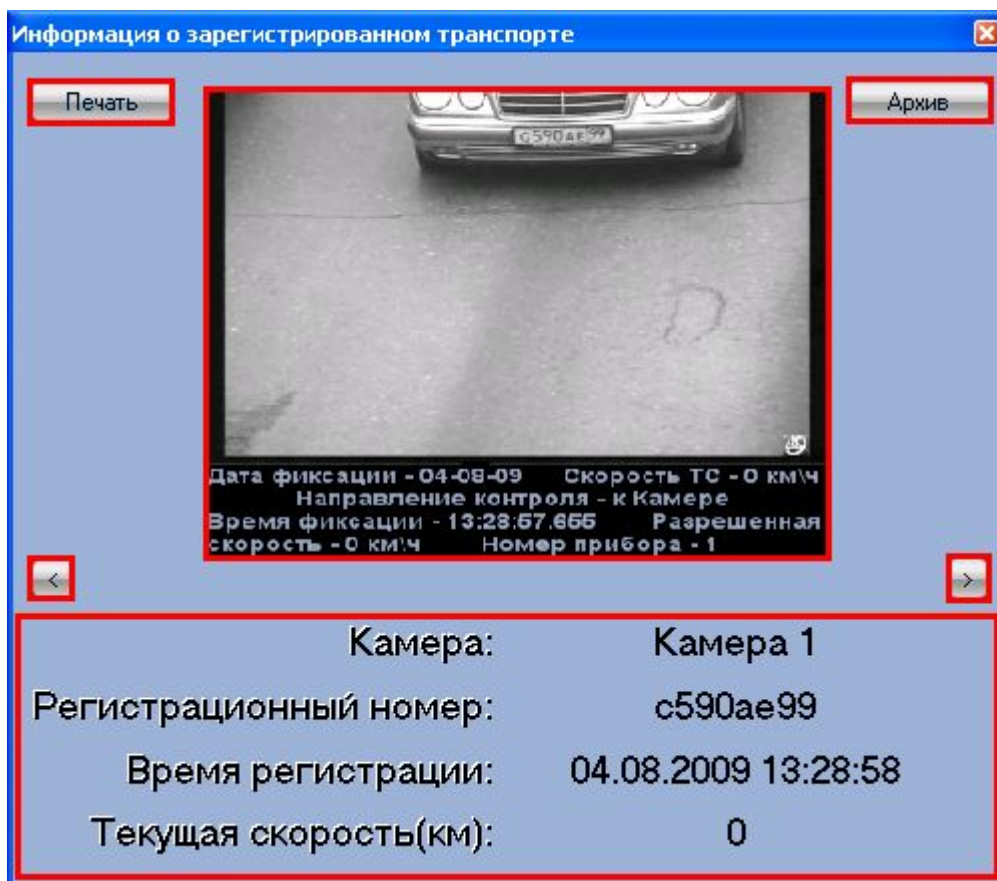 Информация о зарегистрированном транспорте
Печать
Архив
с590ае99
Дата фиксации - 04-08-09 Скорость ТС - 0 км\ч
Направление контроля - к Камере
Время фиксации - 13:28:57.655 Разрешенная
скорость - 0 км\ч Номер прибора - 1
<
>
Камера: Камера 1
Регистрационный номер: с590ае99
Время регистрации: 04.08.2009 13:28:58
Текущая скорость(км): 0